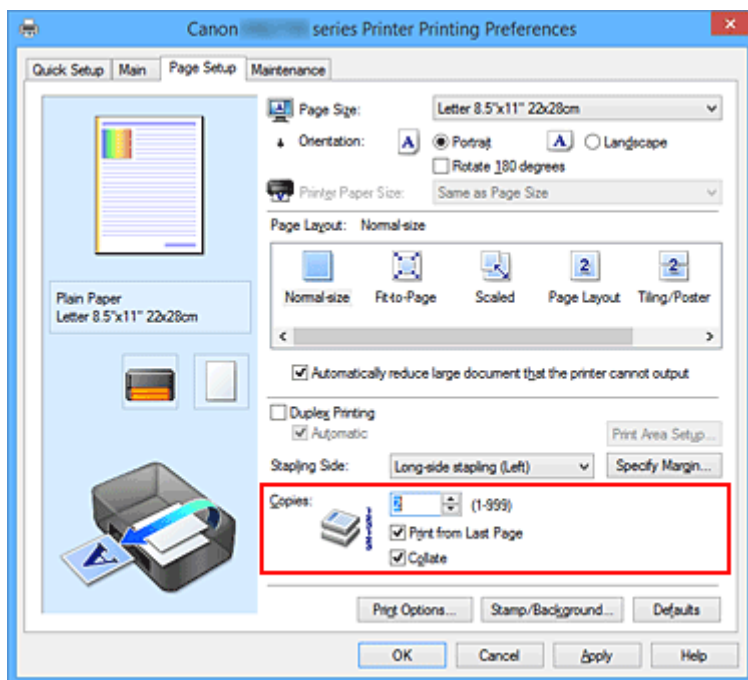 Canon series Printer Printing Preferences
Quick Setup Main Page Setup Maintenance
Page Size: Letter 8.5"x11" 22x28cm
Orientation: A Portrait A Landscape
Rotate 180 degrees
Printer Paper Size: Same as Page Size
Page Layout: Normal-size
2 2
Normal-size Fit-to-Page Scaled Page Layout Tiling/Poster
Plain Paper
Letter 8.5"x11" 22x28cm
Automatically reduce large document that the printer cannot output
Duplex Printing
Automatic
Print Area Setup...
Stapling Side: Long-side stapling (Left) Specify Margin...
Copies: 2 (1-999)
Print from Last Page
Collate
A
Print Options... Stamp/Background... Defaults
OK Cancel Apply Help